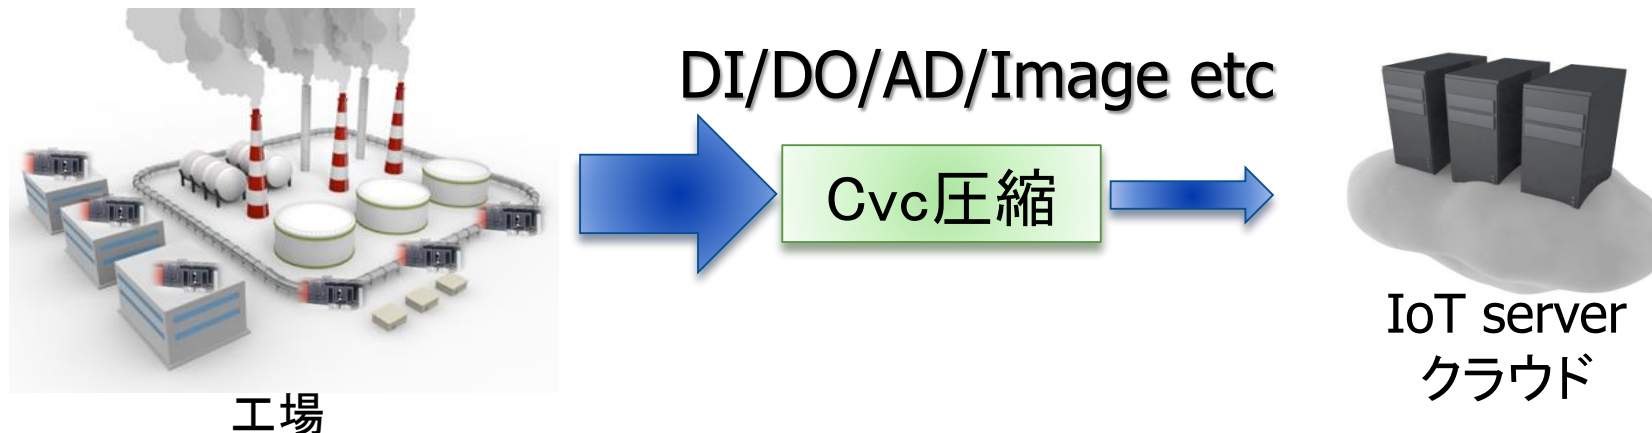 DI/DO/AD/Image etc
Cvc圧縮
工場
IoT server
クラウド